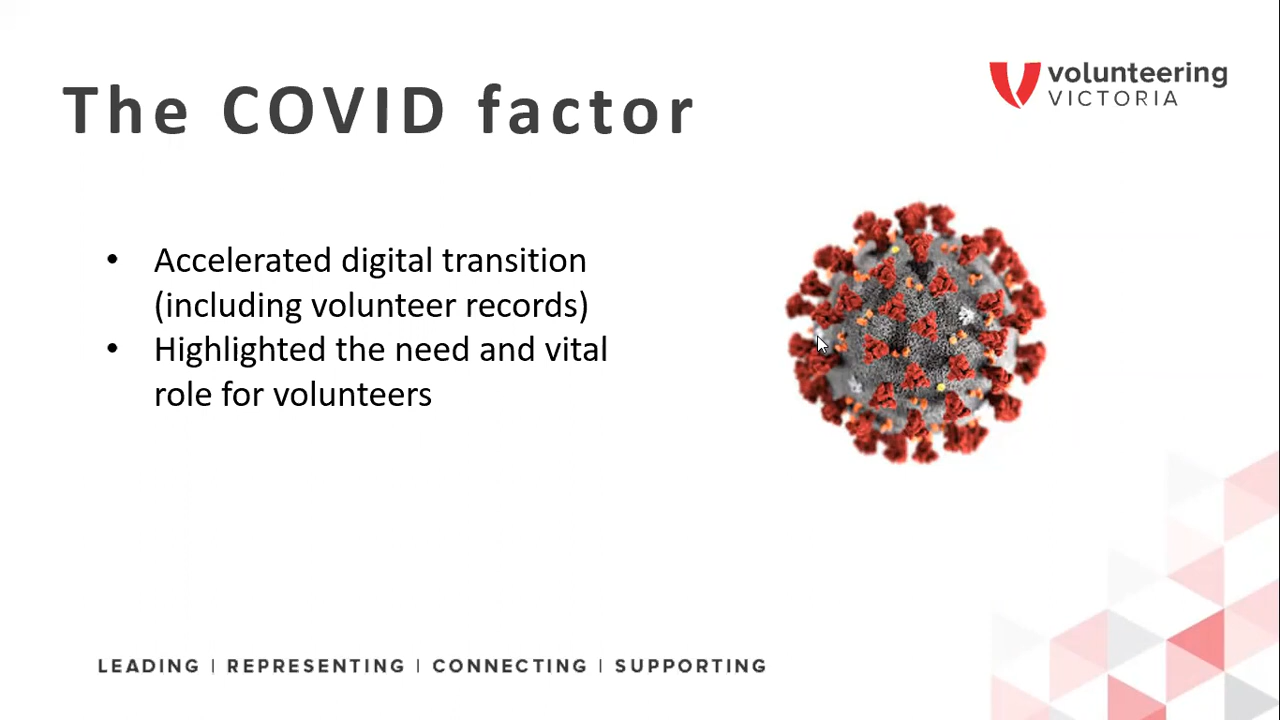 The COVID factor
volunteering
VICTORIA
• Accelerated digital transition
(including volunteer records)
• Highlighted the need and vital
role for volunteers
LEADING | REPRESENTING | CONNECTING | SUPPORTING